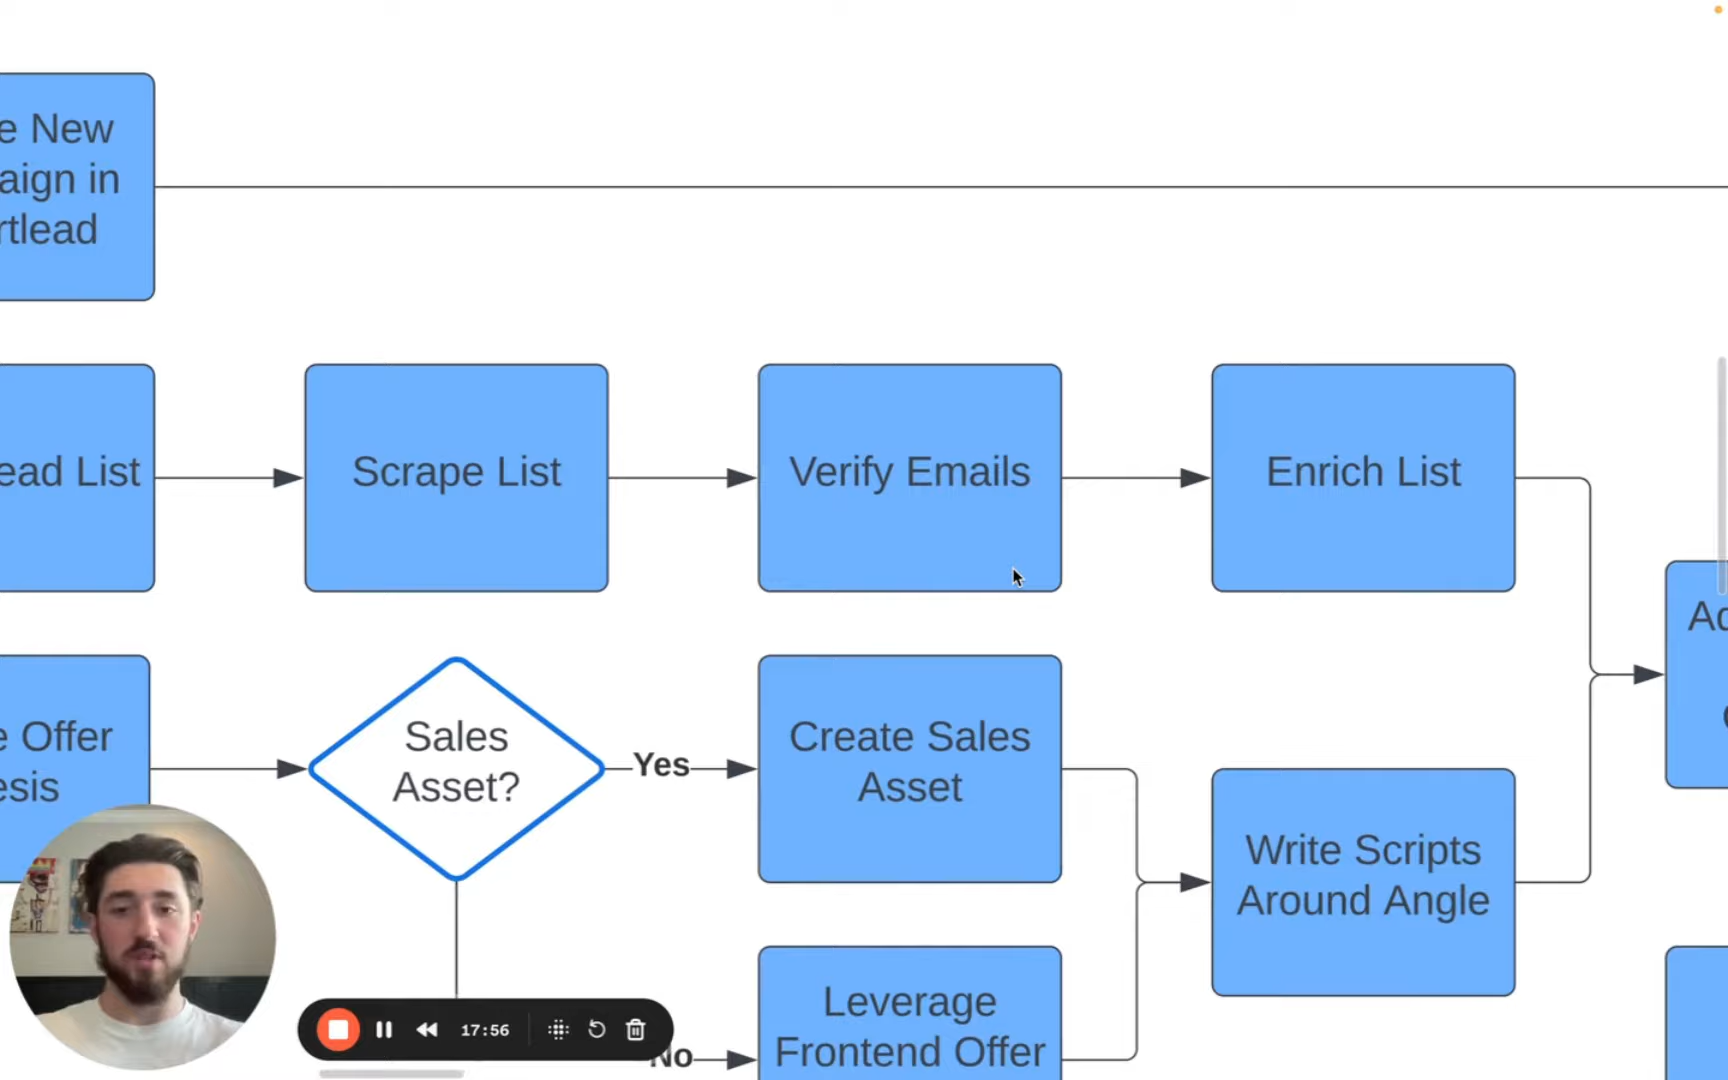 e New
aign in
rtlead
ead List
Scrape List
Verify Emails
Enrich List
Ac
e Offer
esis
Sales
Asset?
Yes
Create Sales
Asset
Write Scripts
Around Angle
Leverage
Frontend Offer
No
17:56